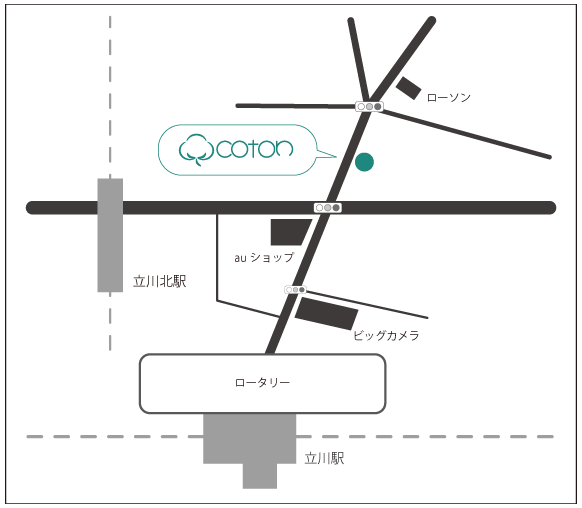 ローソン
coton
au ショップ
立川北駅
ビッグカメラ
ロータリー
立川駅